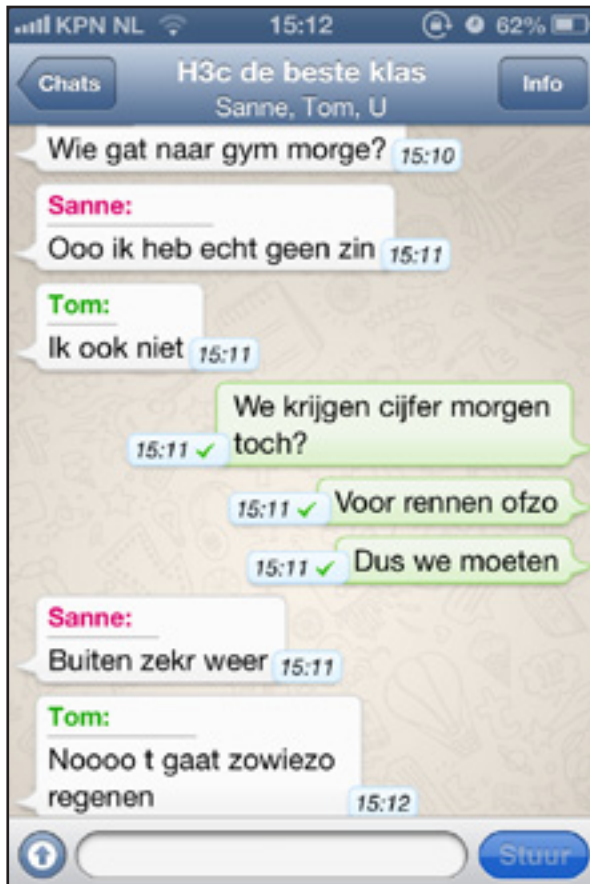 KPN NL 15:12 62%
Chats H3c de beste klas Info
Sanne, Tom, U
Wie gat naar gym morge? 15:10
Sanne:
Ooo ik heb echt geen zin 15:11
Tom:
Ik ook niet 15:11
We krijgen cijfer morgen
toch? 15:11
Voor rennen ofzo 15:11
Dus we moeten 15:11
Sanne:
Buiten zekr weer 15:11
Tom:
Noooo t gaat zowiezo
regenen 15:12
Stuur